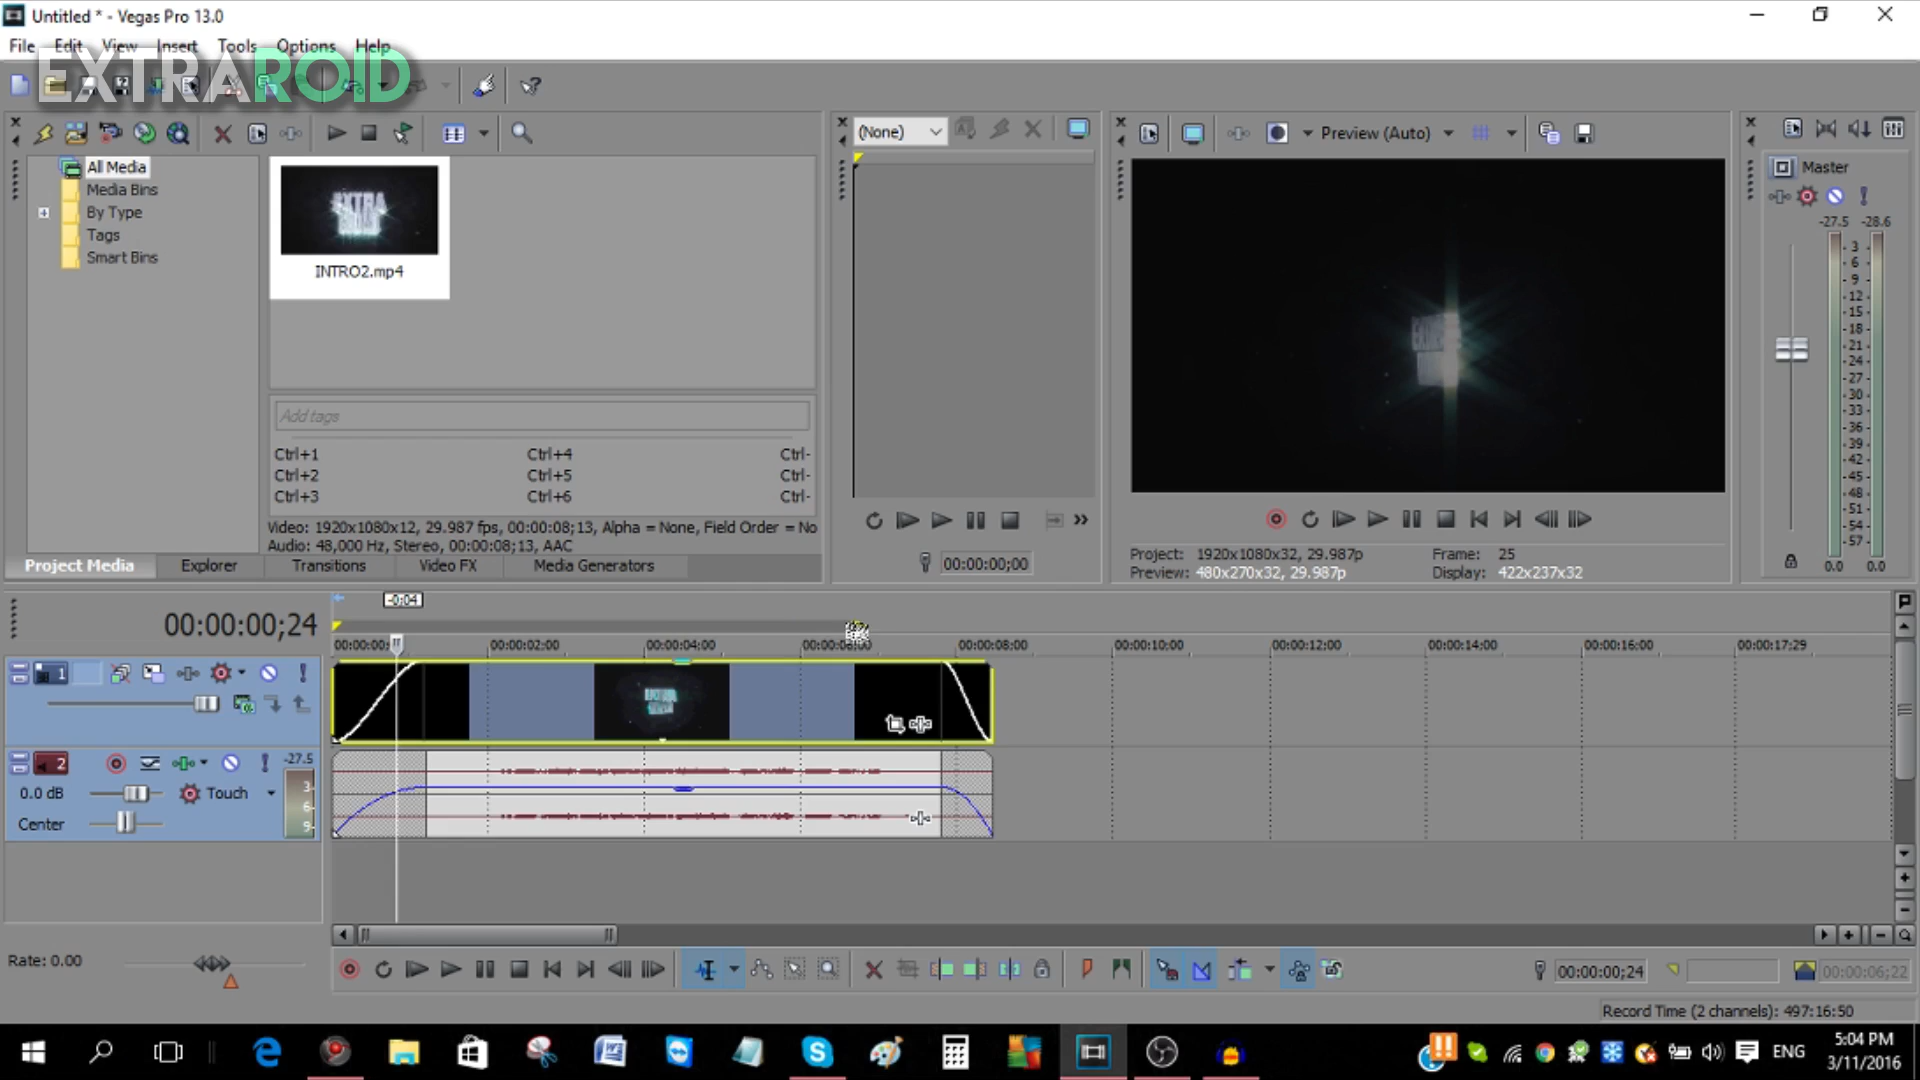 Untitled * - Vegas Pro 13.0
File Edit View Insert Tools Options Help
EXTRAROID
(None)
Preview (Auto)
All Media
Media Bins
By Type
Tags
Smart Bins
INTRO2.mp4
Master
-27.5 -28.6
3
6
9
12
15
18
21
24
27
30
33
36
39
42
45
48
51
54
57
0.0 0.0
Add tags
Ctrl+1 Ctrl+4 Ctrl-
Ctrl+2 Ctrl+5 Ctrl-
Ctrl+3 Ctrl+6 Ctrl-
Video: 1920x1080x12, 29.987 fps, 00:00:08;13, Alpha = None, Field Order = No
Audio: 48,000 Hz, Stereo, 00:00:08;13, AAC
Project Media Explorer Transitions Video FX Media Generators
00:00:00;00
Project: 1920x1080x32, 29.987p Frame: 25
Preview: 480x270x32, 29.987p Display: 422x237x32
-0:04
00:00:00;24
00:00:02;00 00:00:04;00 00:00:06;00 00:00:08;00 00:00:10;00 00:00:12;00 00:00:14;00 00:00:16;00 00:00:17;29
1
2
-27.5
0.0 dB Touch
3
6
9
Center
Rate: 0.00
00:00:00;24 00:00:06;22
Record Time (2 channels): 497:16:50
ENG
5:04 PM
3/11/2016